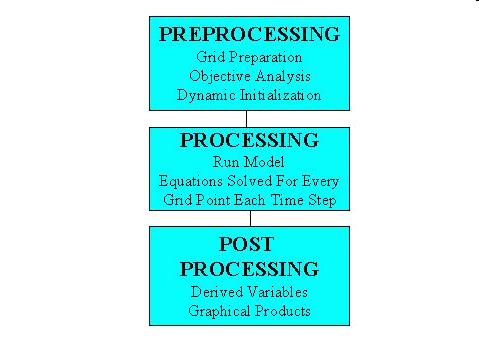 PREPROCESSING
Grid Preparation
Objective Analysis
Dynamic Initialization
PROCESSING
Run Model
Equations Solved For Every
Grid Point Each Time Step
POST
PROCESSING
Derived Variables
Graphical Products